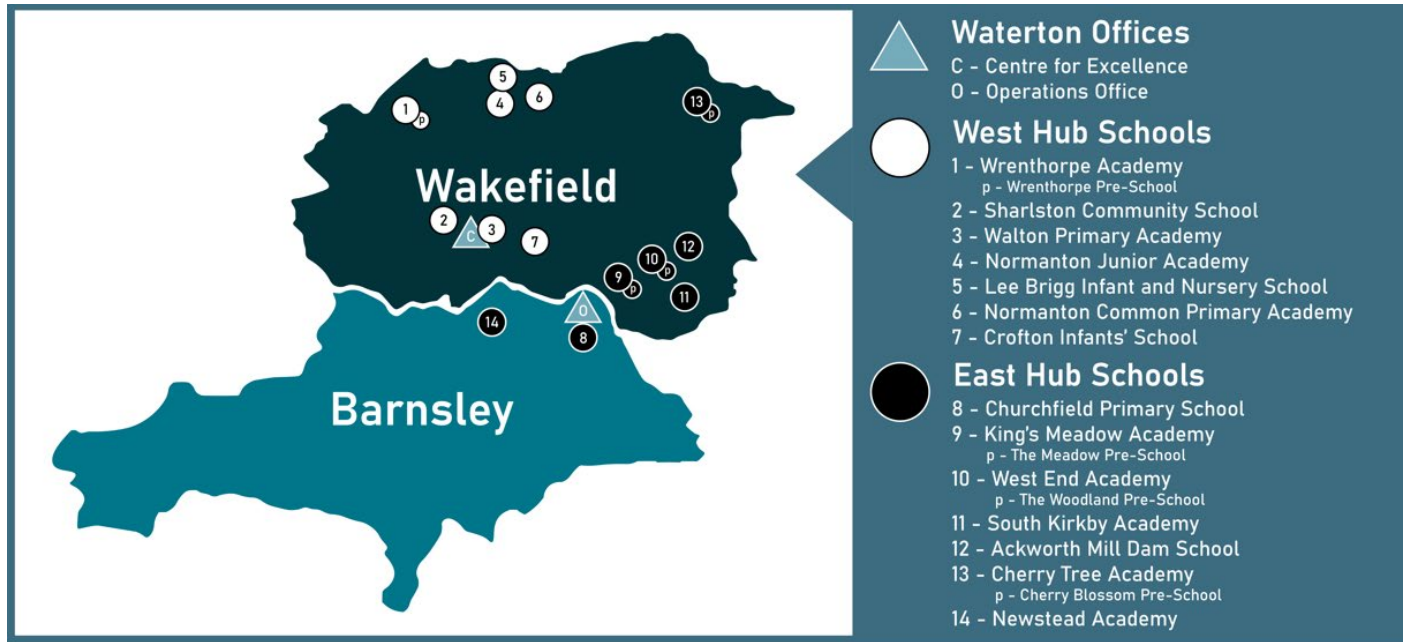 5
4
6
1
p
13
p
Wakefield
2
C
3
7
12
10
p
9
p
11
O
14
8
Barnsley
Waterton Offices
C - Centre for Excellence
O - Operations Office
West Hub Schools
1 - Wrenthorpe Academy
p - Wrenthorpe Pre-School
2 - Sharlston Community School
3 - Walton Primary Academy
4 - Normanton Junior Academy
5 - Lee Brigg Infant and Nursery School
6 - Normanton Common Primary Academy
7 - Crofton Infants' School
East Hub Schools
8 - Churchfield Primary School
9 - King's Meadow Academy
p - The Meadow Pre-School
10 - West End Academy
p - The Woodland Pre-School
11 - South Kirkby Academy
12 - Ackworth Mill Dam School
13 - Cherry Tree Academy
p - Cherry Blossom Pre-School
14 - Newstead Academy